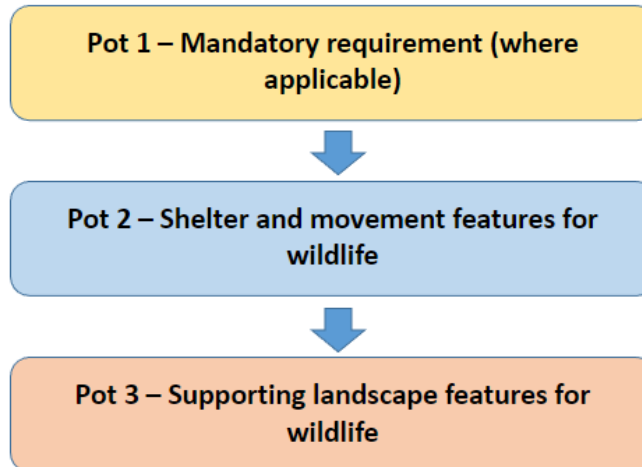 Pot 1 – Mandatory requirement (where
applicable)
Pot 2 – Shelter and movement features for
wildlife
Pot 3 – Supporting landscape features for
wildlife